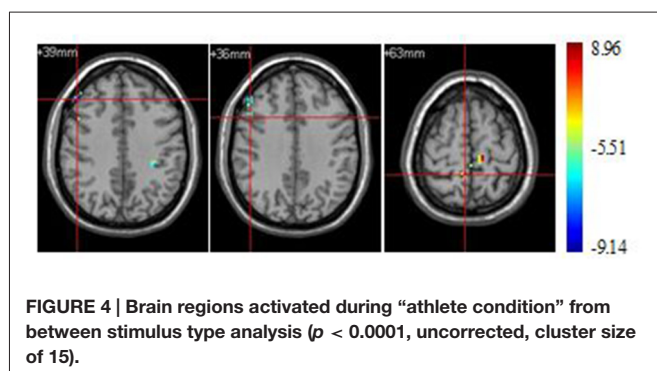 +39mm
+36mm
+63mm
8.96
-5.51
-9.14
FIGURE 4 | Brain regions activated during “athlete condition” from
between stimulus type analysis (p < 0.0001, uncorrected, cluster size
of 15).